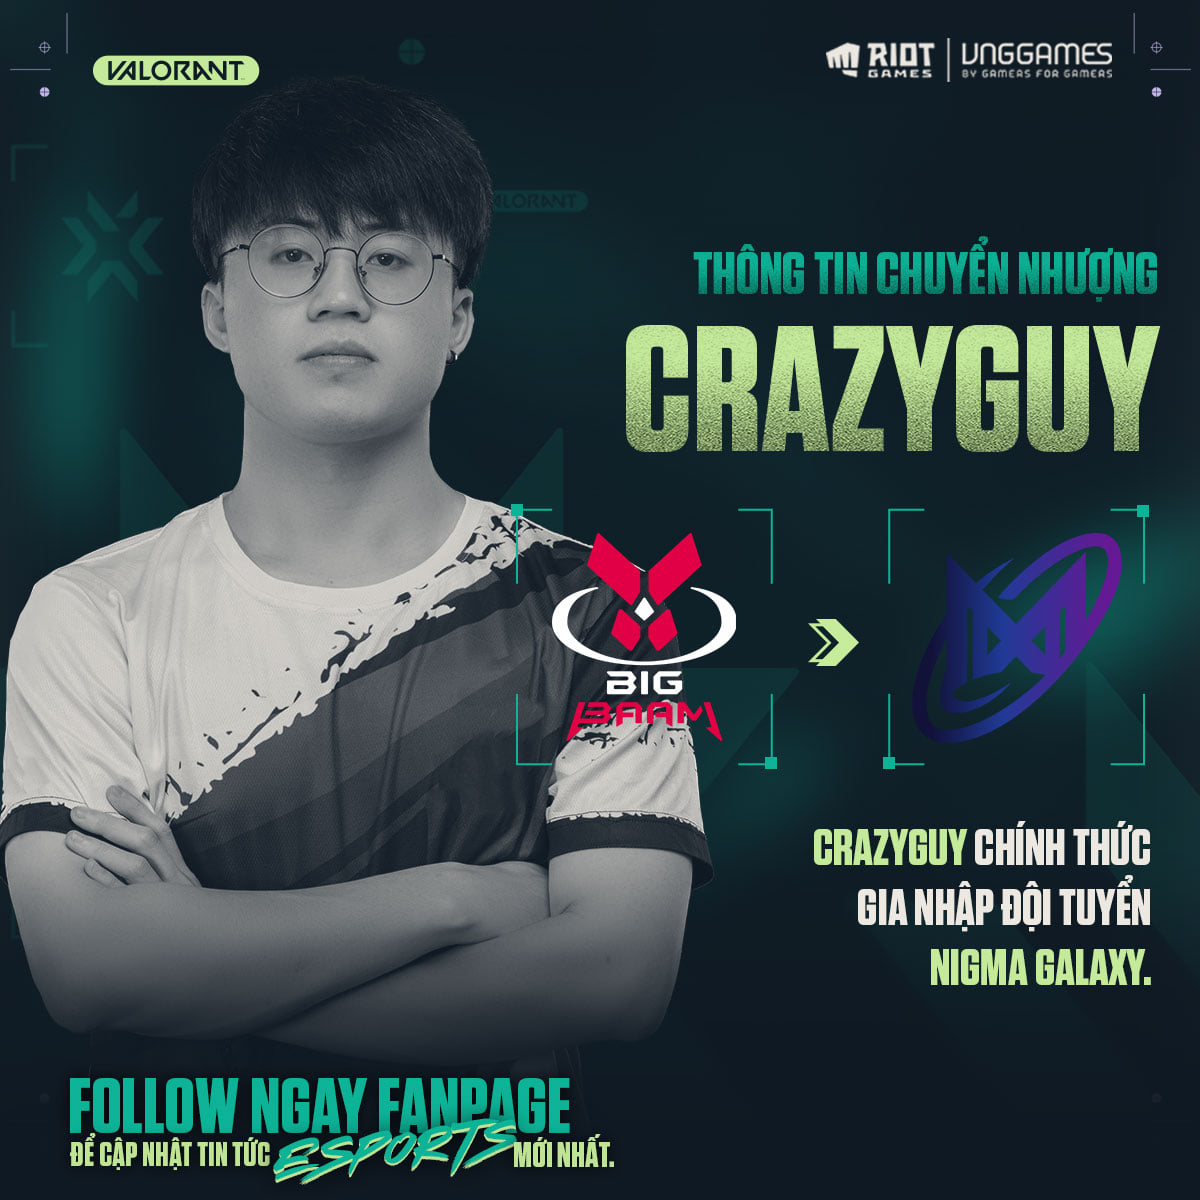 VALORANT
RIOT GAMES | VNGGAMES
BY GAMERS FOR GAMERS
VALORANT
THÔNG TIN CHUYỂN NHƯỢNG
CRAZYGUY
BIG
BAAM
CRAZYGUY CHÍNH THỨC
GIA NHẬP ĐỘI TUYỂN
NIGMA GALAXY.
FOLLOW NGAY FANPAGE
ĐỂ CẬP NHẬT TIN TỨC ESPORTS MỚI NHẤT.